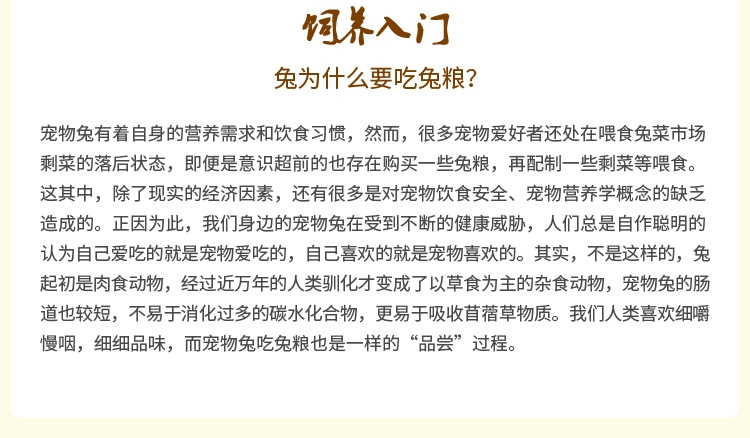 饲养入门
兔为什么要吃兔粮？
宠物兔有着自身的营养需求和饮食习惯，然而，很多宠物爱好者还处在喂食兔菜市场
剩菜的落后状态，即便是意识超前的也存在购买一些兔粮，再配制一些剩菜等喂食。
这其中，除了现实的经济因素，还有很多是对宠物饮食安全、宠物营养学概念的缺乏
造成的。正因为此，我们身边的宠物兔在受到不断的健康威胁，人们总是自作聪明的
认为自己爱吃的就是宠物爱吃的，自己喜欢的就是宠物喜欢的。其实，不是这样的，兔
起初是肉食动物，经过近万年的人类驯化才变成了以草食为主的杂食动物，宠物兔的肠
道也较短，不易于消化过多的碳水化合物，更易于吸收苜蓿草物质。我们人类喜欢细嚼
慢咽，细细品味，而宠物兔吃兔粮也是一样的“品尝”过程。